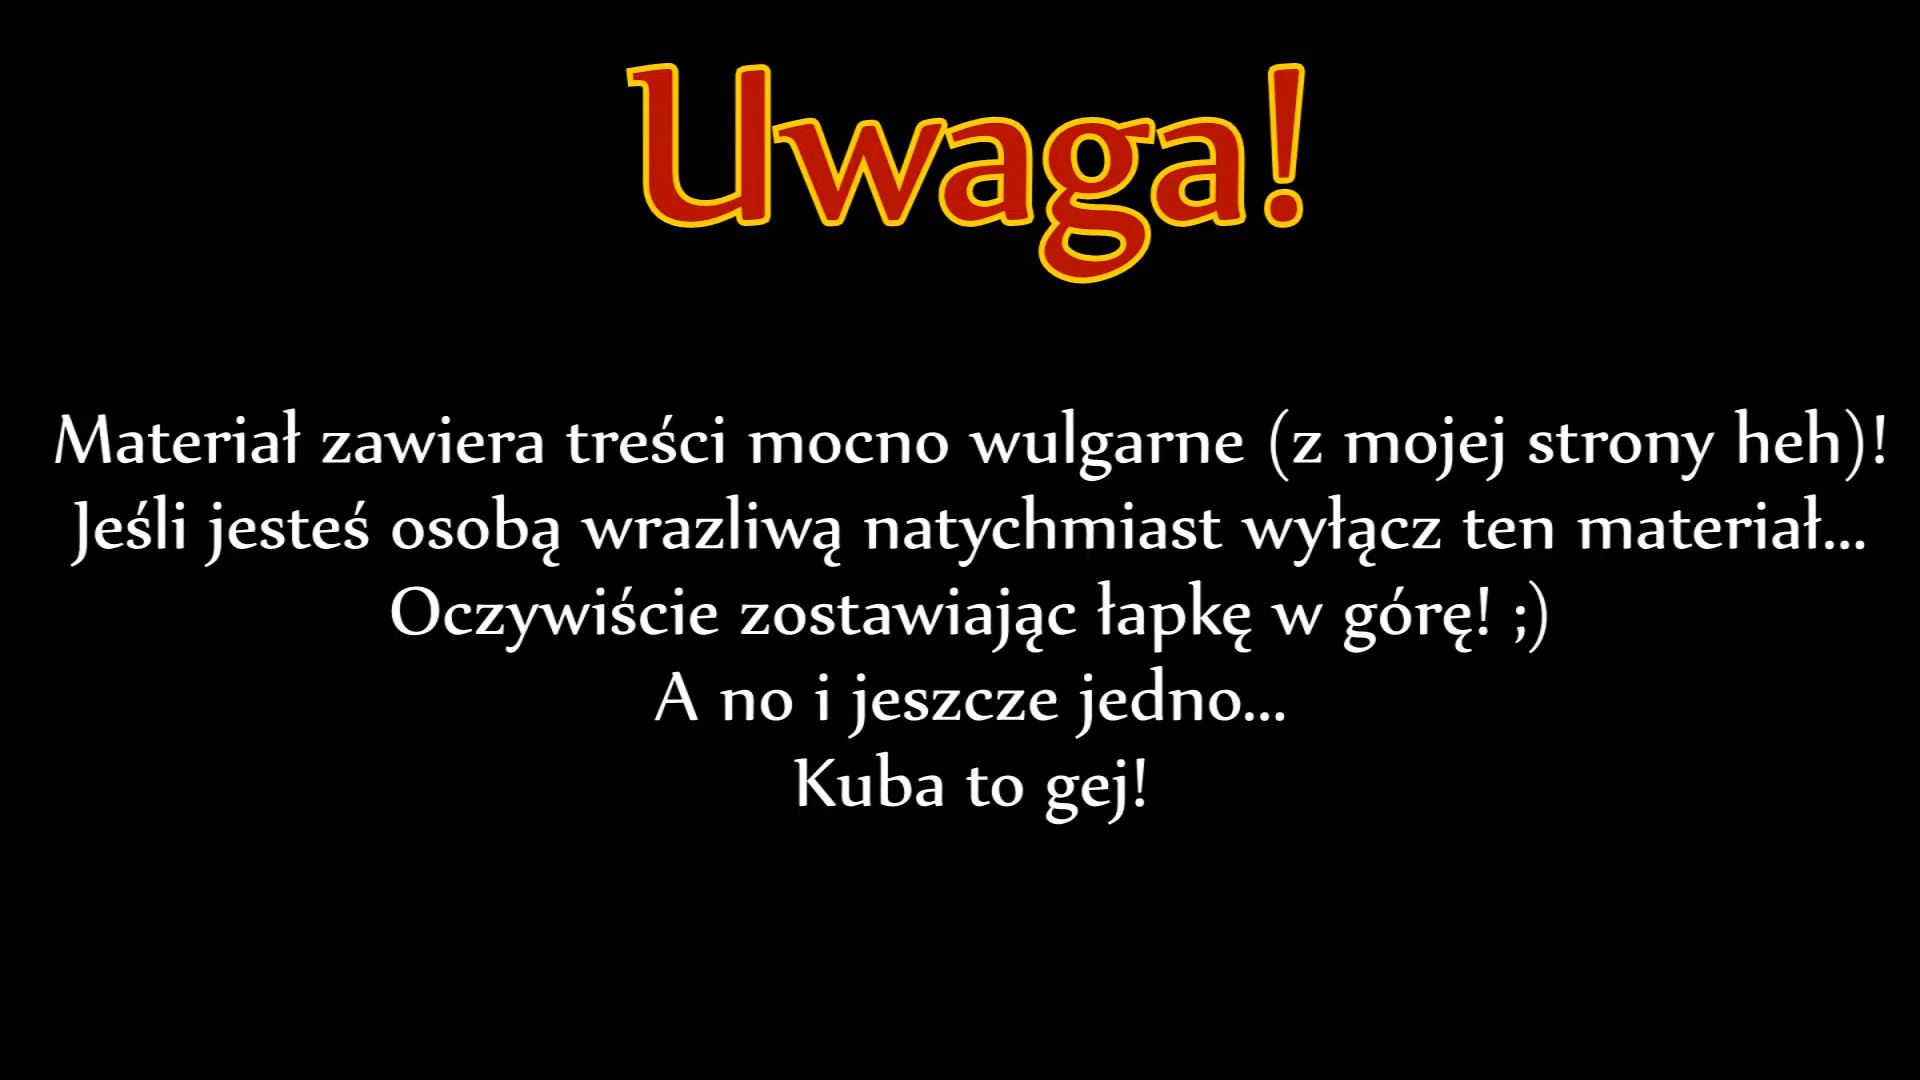 Uwaga!
Materiał zawiera treści mocno wulgarne (z mojej strony heh)!
Jeśli jesteś osobą wrazliwą natychmiast wyłącz ten materiał...
Oczywiście zostawiając łapkę w górę! ;)
A no i jeszcze jedno...
Kuba to gej!